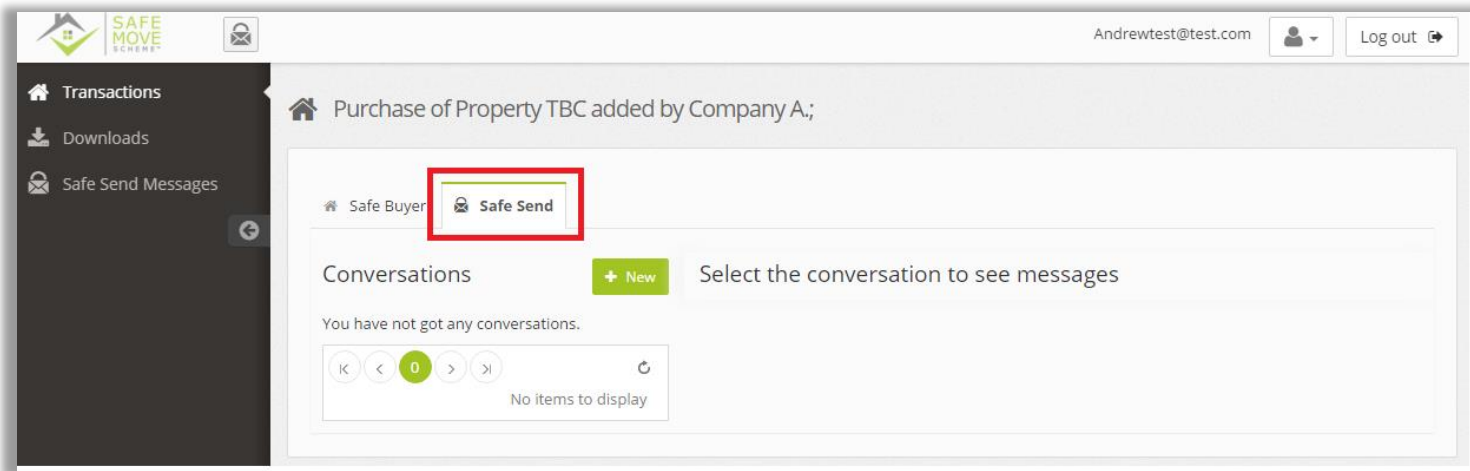 SAFE
MOVE
SCHEME™
Andrewtest@test.com
Log out
Transactions
Downloads
Safe Send Messages
Purchase of Property TBC added by Company A.;
Safe Buyer
Safe Send
Conversations
+ New
Select the conversation to see messages
You have not got any conversations.
0
No items to display